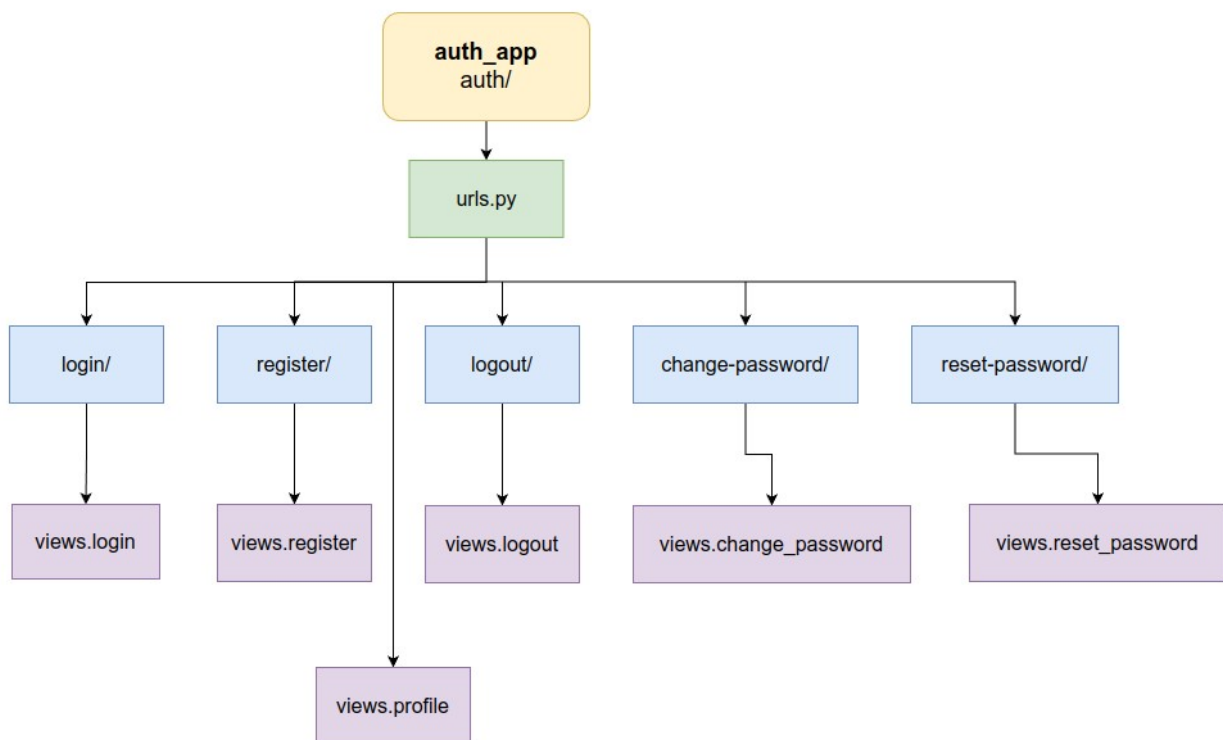 auth_app
auth/
urls.py
login/
register/
logout/
change-password/
reset-password/
views.login
views.register
views.logout
views.change_password
views.reset_password
views.profile